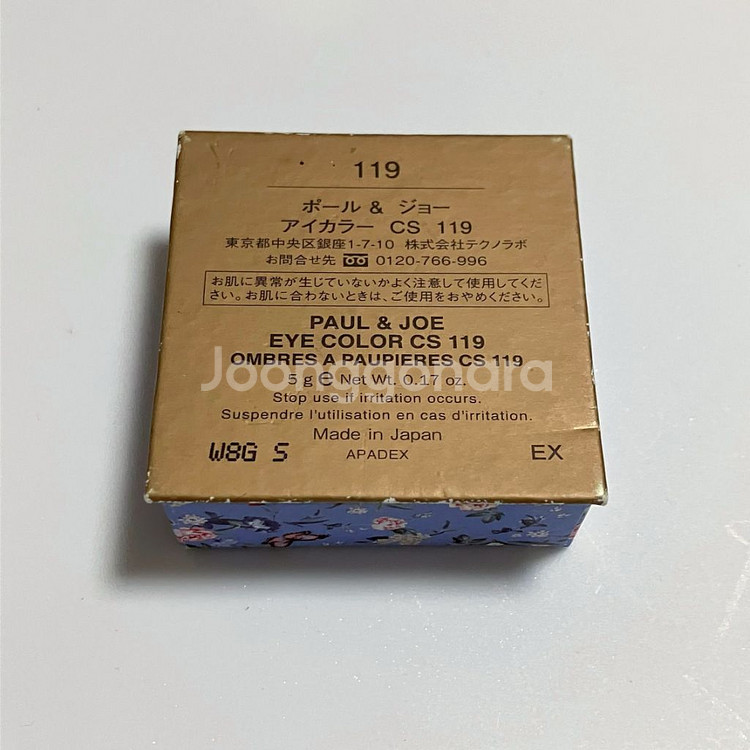 119
ポール & ジョー
アイカラー CS 119
東京都中央区銀座1-7-10 株式会社テクノラボ
お問合せ先 0120-766-996
お肌に異常が生じていないかよく注意して使用してくだ
さい。お肌に合わないときは、ご使用をおやめください。
PAUL & JOE
EYE COLOR CS 119
OMBRES A PAUPIERES CS 119
Joonggonara
5 g ℮ Net Wt. 0.17 oz.
Stop use if irritation occurs.
Suspendre l'utilisation en cas d'irritation.
Made in Japan
W8G S APADEX EX